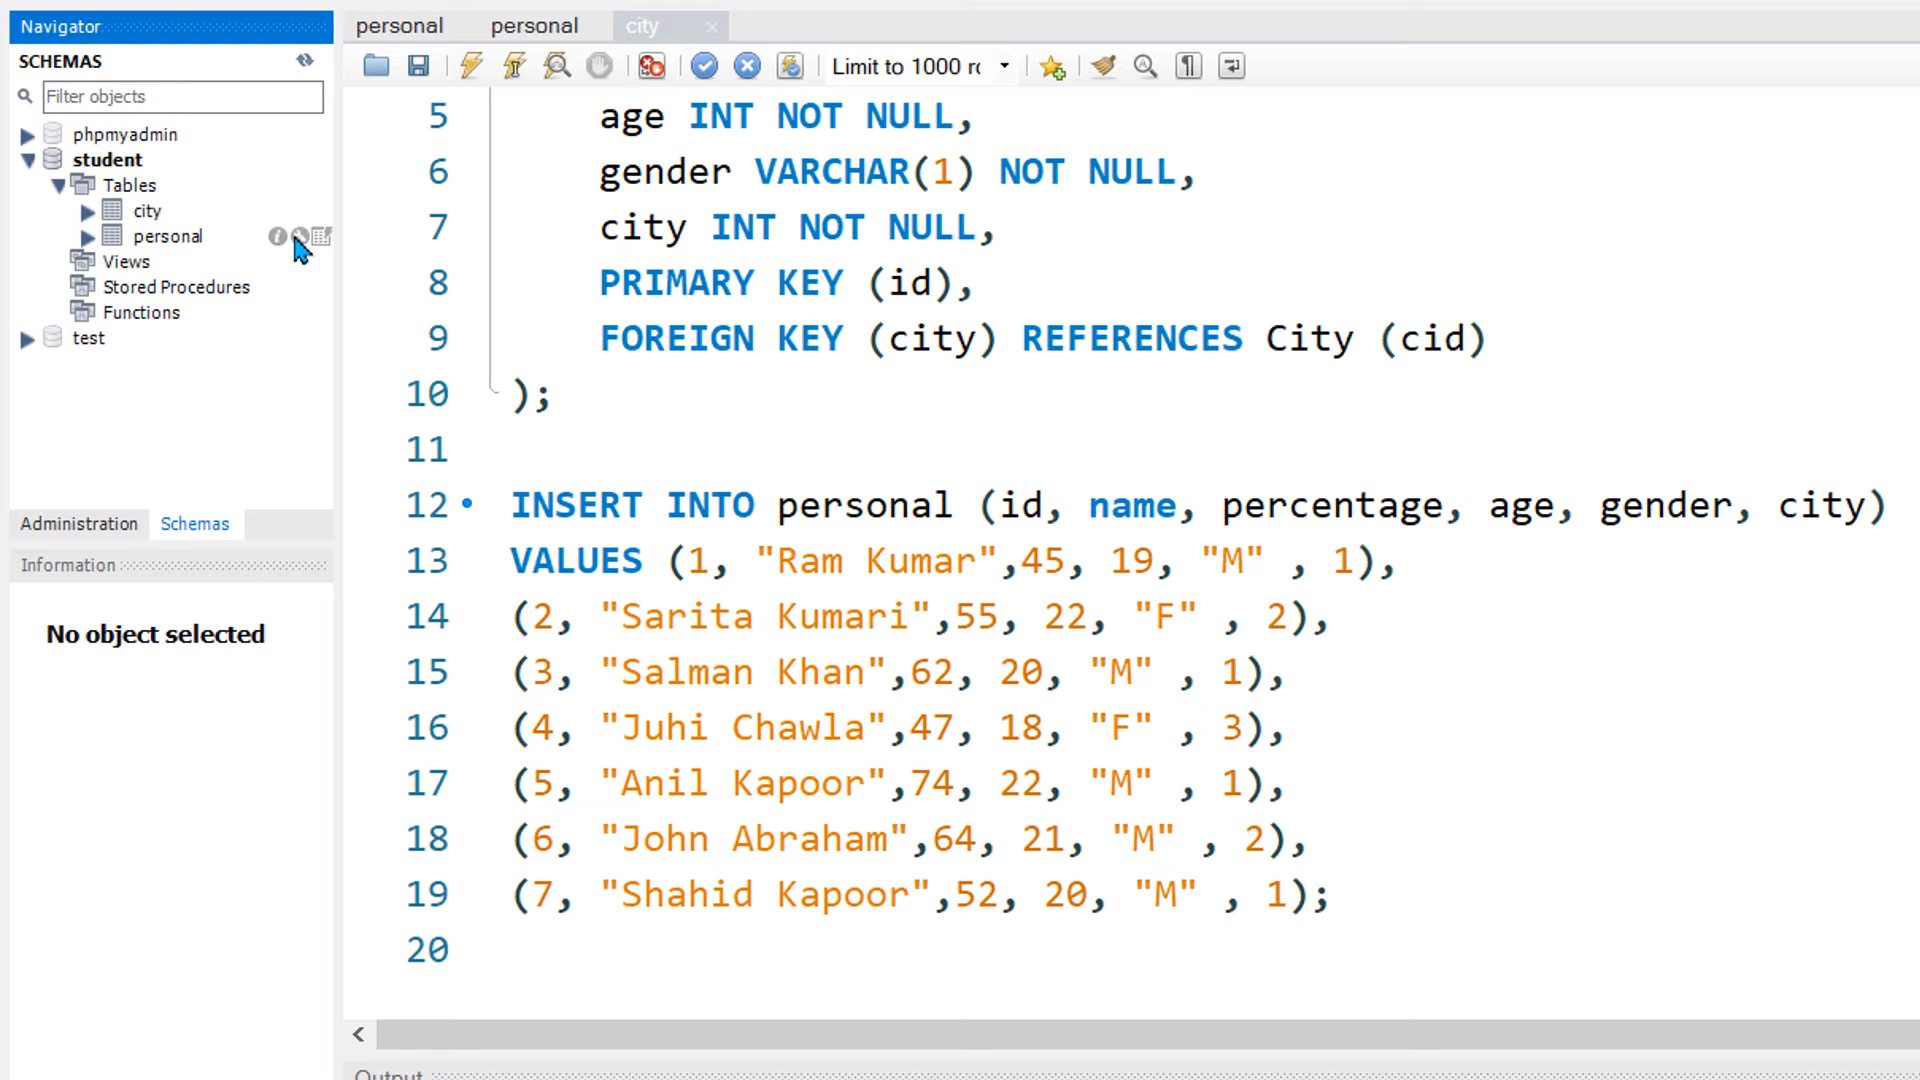 Navigator
SCHEMAS
Filter objects
phpmyadmin
student
Tables
city
personal
Views
Stored Procedures
Functions
test
Administration Schemas
Information
No object selected
personal personal city
Limit to 1000 rc
5 age INT NOT NULL,
6 gender VARCHAR(1) NOT NULL,
7 city INT NOT NULL,
8 PRIMARY KEY (id),
9 FOREIGN KEY (city) REFERENCES City (cid)
10 );
11
12 INSERT INTO personal (id, name, percentage, age, gender, city)
13 VALUES (1, "Ram Kumar",45, 19, "M" , 1),
14 (2, "Sarita Kumari",55, 22, "F" , 2),
15 (3, "Salman Khan",62, 20, "M" , 1),
16 (4, "Juhi Chawla",47, 18, "F" , 3),
17 (5, "Anil Kapoor",74, 22, "M" , 1),
18 (6, "John Abraham",64, 21, "M" , 2),
19 (7, "Shahid Kapoor",52, 20, "M" , 1);
20
Output